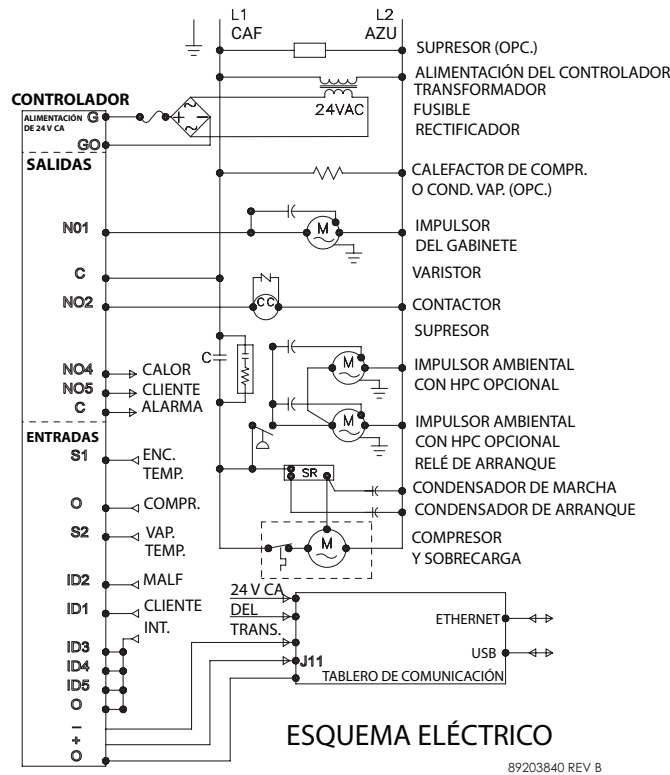 L1
CAF
L2
AZU
SUPRESOR (OPC.)
ALIMENTACIÓN DEL CONTROLADOR
TRANSFORMADOR
24VAC
FUSIBLE
RECTIFICADOR
CONTROLADOR
ALIMENTACIÓN
DE 24 V CA
G
GO
SALIDAS
CALEFACTOR DE COMPR.
O COND. VAP. (OPC.)
N01
M
IMPULSOR
DEL GABINETE
C
VARISTOR
NO2
CC
CONTACTOR
SUPRESOR
C
NO4
CALOR
NO5
CLIENTE
C
ALARMA
M
IMPULSOR AMBIENTAL
CON HPC OPCIONAL
M
IMPULSOR AMBIENTAL
CON HPC OPCIONAL
RELÉ DE ARRANQUE
ENTRADAS
S1
ENC.
TEMP.
SR
CONDENSADOR DE MARCHA
CONDENSADOR DE ARRANQUE
O
COMPR.
S2
VAP.
TEMP.
M
COMPRESOR
Y SOBRECARGA
ID2
MALF
ID1
CLIENTE
INT.
ID3
ID4
ID5
O
–
+
O
24 V CA
DEL
TRANS.
J11
ETHERNET
USB
TABLERO DE COMUNICACIÓN
ESQUEMA ELÉCTRICO
89203840 REV B